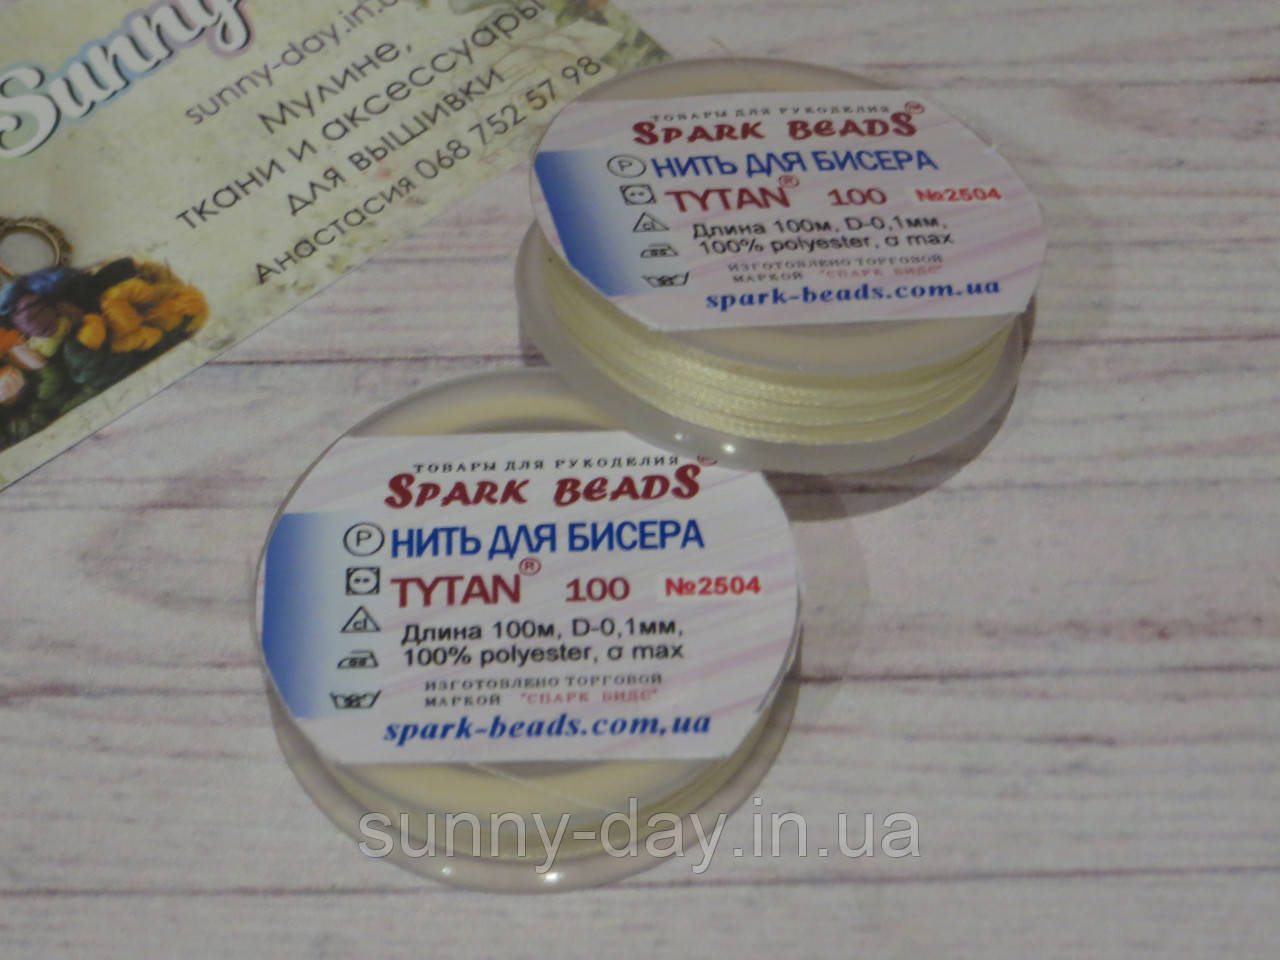 Sunny
sunny-day.in.u
Мулине,
ткани и аксессуары
для вышивки
Анастасия 068 752 57 98
ТОВАРЫ ДЛЯ РУКОДЕЛИЯ
SPARK BEADS
P НИТЬ ДЛЯ БИСЕРА
TYTAN® 100 №2504
cl Длина 100м, D-0,1мм,
100% polyester, σ max
ИЗГОТОВЛЕНО ТОРГОВОЙ
МАРКОЙ "СПАРК БИДС"
spark-beads.com.ua
ТОВАРЫ ДЛЯ РУКОДЕЛИЯ
SPARK BEADS
P НИТЬ ДЛЯ БИСЕРА
TYTAN® 100 №2504
cl Длина 100м, D-0,1мм,
100% polyester, σ max
ИЗГОТОВЛЕНО ТОРГОВОЙ
МАРКОЙ "СПАРК БИДС"
spark-beads.com.ua
sunny-day.in.ua